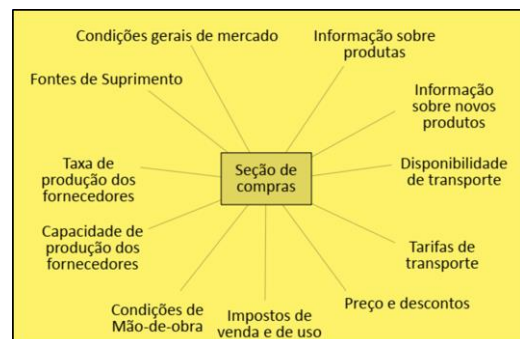 Condições gerais de mercado
Informação sobre
produtas
Fontes de Suprimento
Informação
sobre novos
produtos
Taxa de
produção dos
fornecedores
Seção de
compras
Disponibilidade
de transporte
Capacidade de
produção dos
fornecedores
Tarifas de
transporte
Condições de
Mão-de-obra
Impostos de
venda e de uso
Preço e descontos